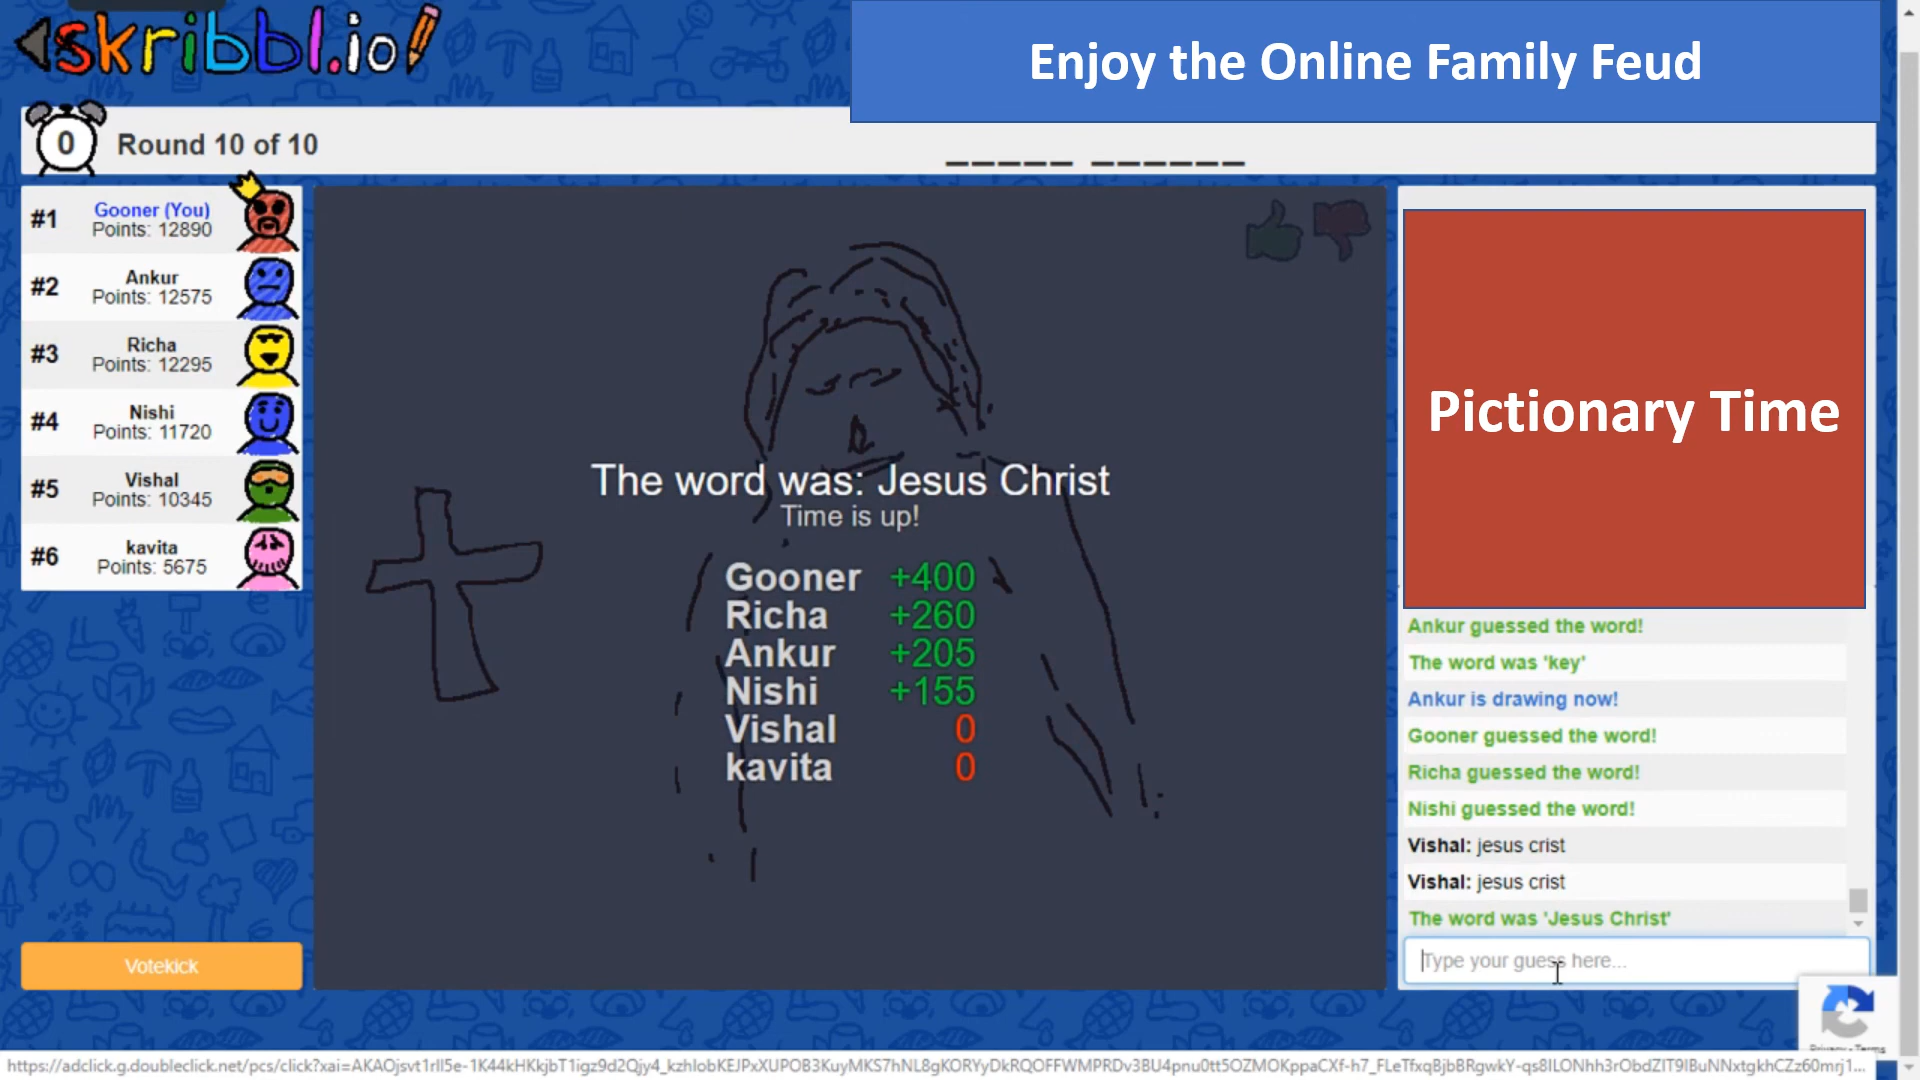 skribbl.io
Enjoy the Online Family Feud
0
Round 10 of 10
_____ ______
#1
Gooner (You)
Points: 12890
#2
Ankur
Points: 12575
#3
Richa
Points: 12295
#4
Nishi
Points: 11720
#5
Vishal
Points: 10345
#6
kavita
Points: 5675
Votekick
The word was: Jesus Christ
Time is up!
Gooner +400
Richa +260
Ankur +205
Nishi +155
Vishal 0
kavita 0
Pictionary Time
Ankur guessed the word!
The word was 'key'
Ankur is drawing now!
Gooner guessed the word!
Richa guessed the word!
Nishi guessed the word!
Vishal: jesus crist
Vishal: jesus crist
The word was 'Jesus Christ'
Type your guess here...